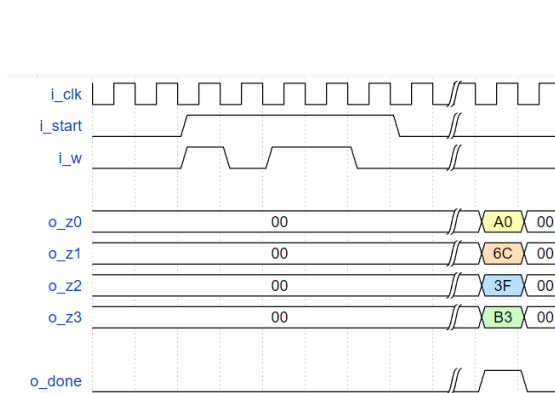 i_clk
i_start
i_w
o_z0 00 A0 00
o_z1 00 6C 00
o_z2 00 3F 00
o_z3 00 B3 00
o_done